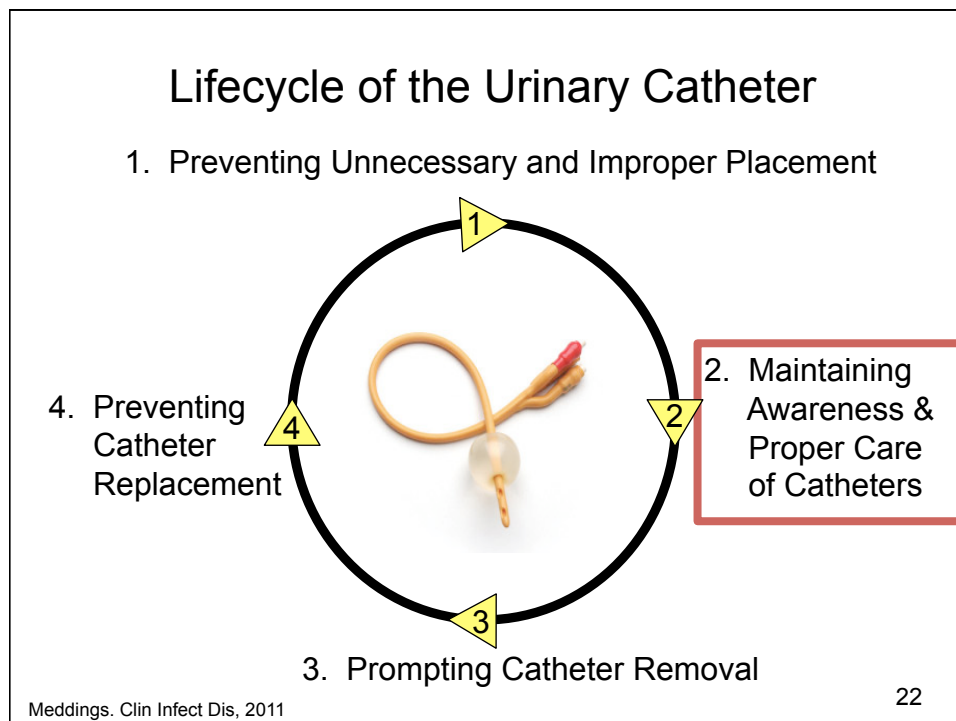 Lifecycle of the Urinary Catheter
1. Preventing Unnecessary and Improper Placement
1
2. Maintaining
Awareness &
Proper Care
of Catheters
2
4. Preventing
Catheter
Replacement
4
3
3. Prompting Catheter Removal
Meddings. Clin Infect Dis, 2011
22